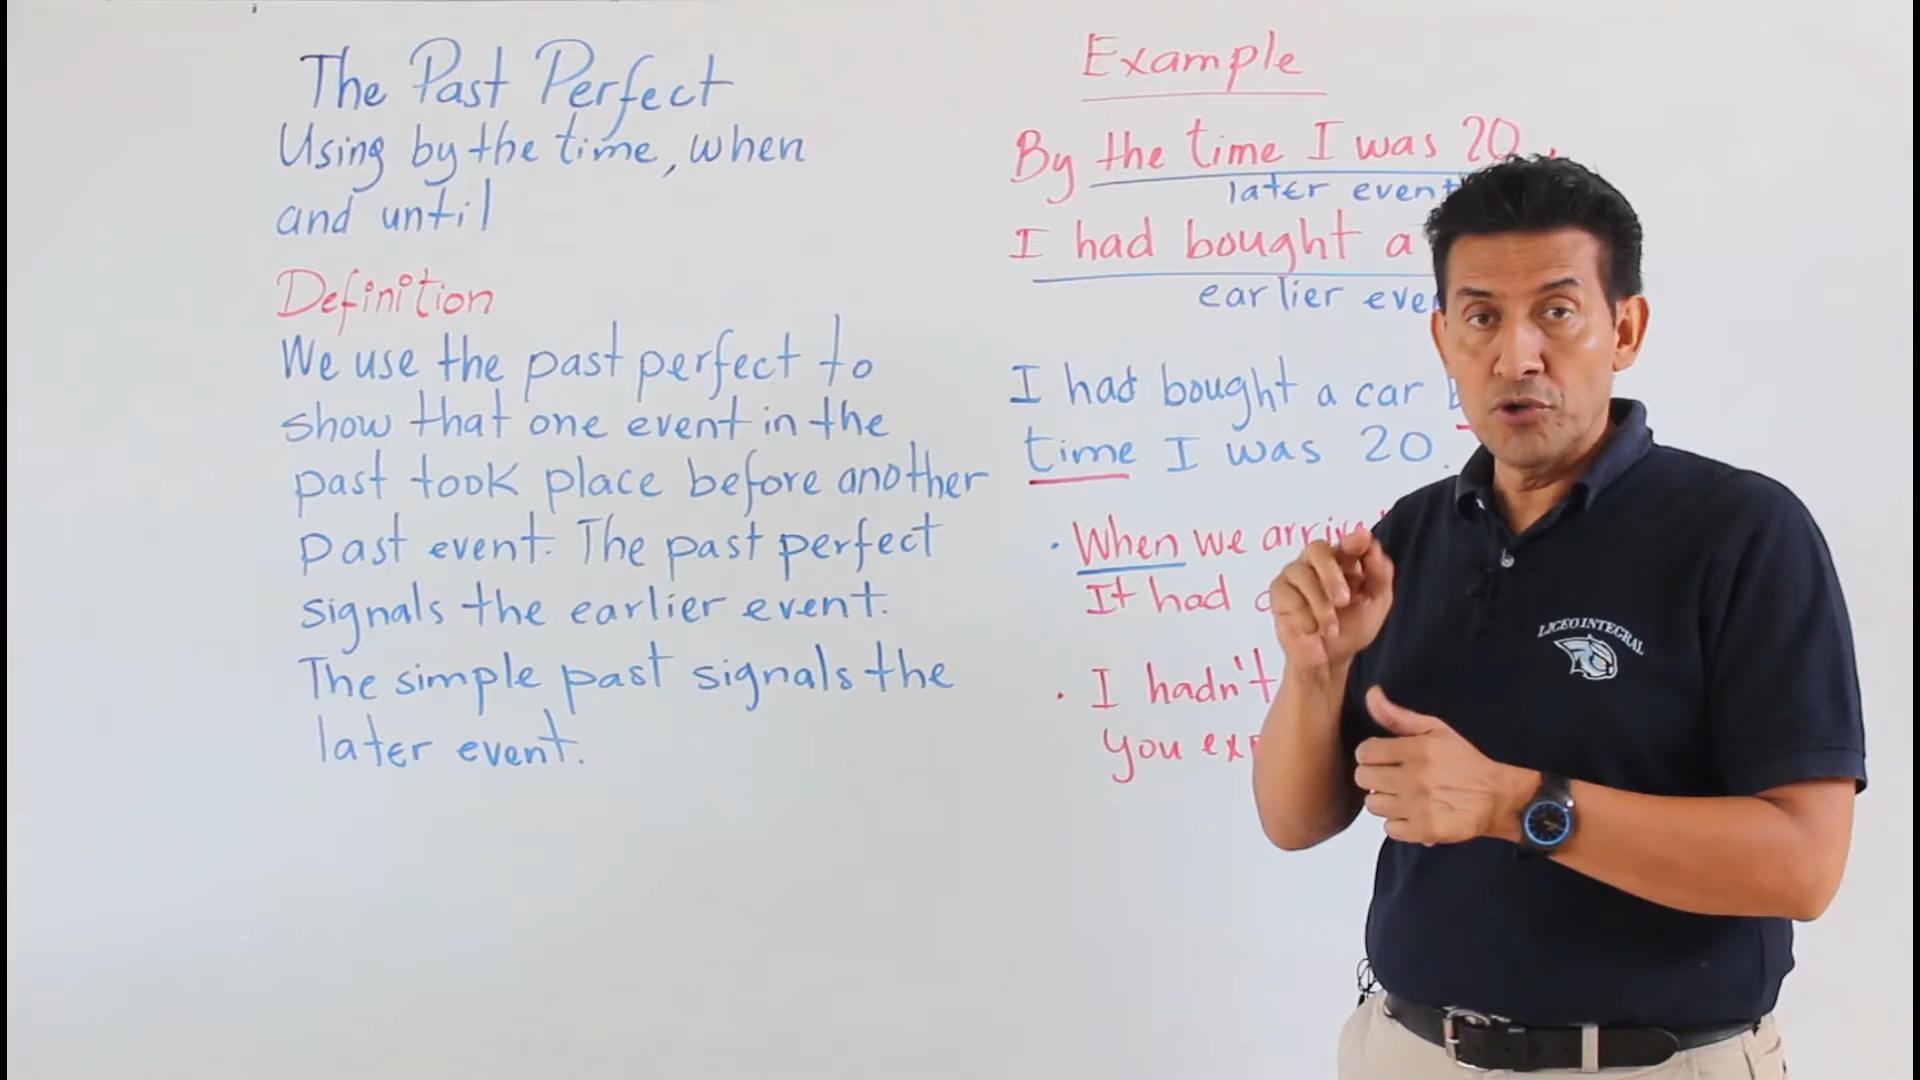 The Past Perfect
Using by the time, when
and until
Definition
We use the past perfect to
show that one event in the
past took place before another
past event. The past perfect
signals the earlier event.
The simple past signals the
later event.
Example
By the time I was 20,
later event
I had bought a
earlier
I had bought a car
time I was 20.
When we
It had
I hadn't
you
LICEO INTEGRAL